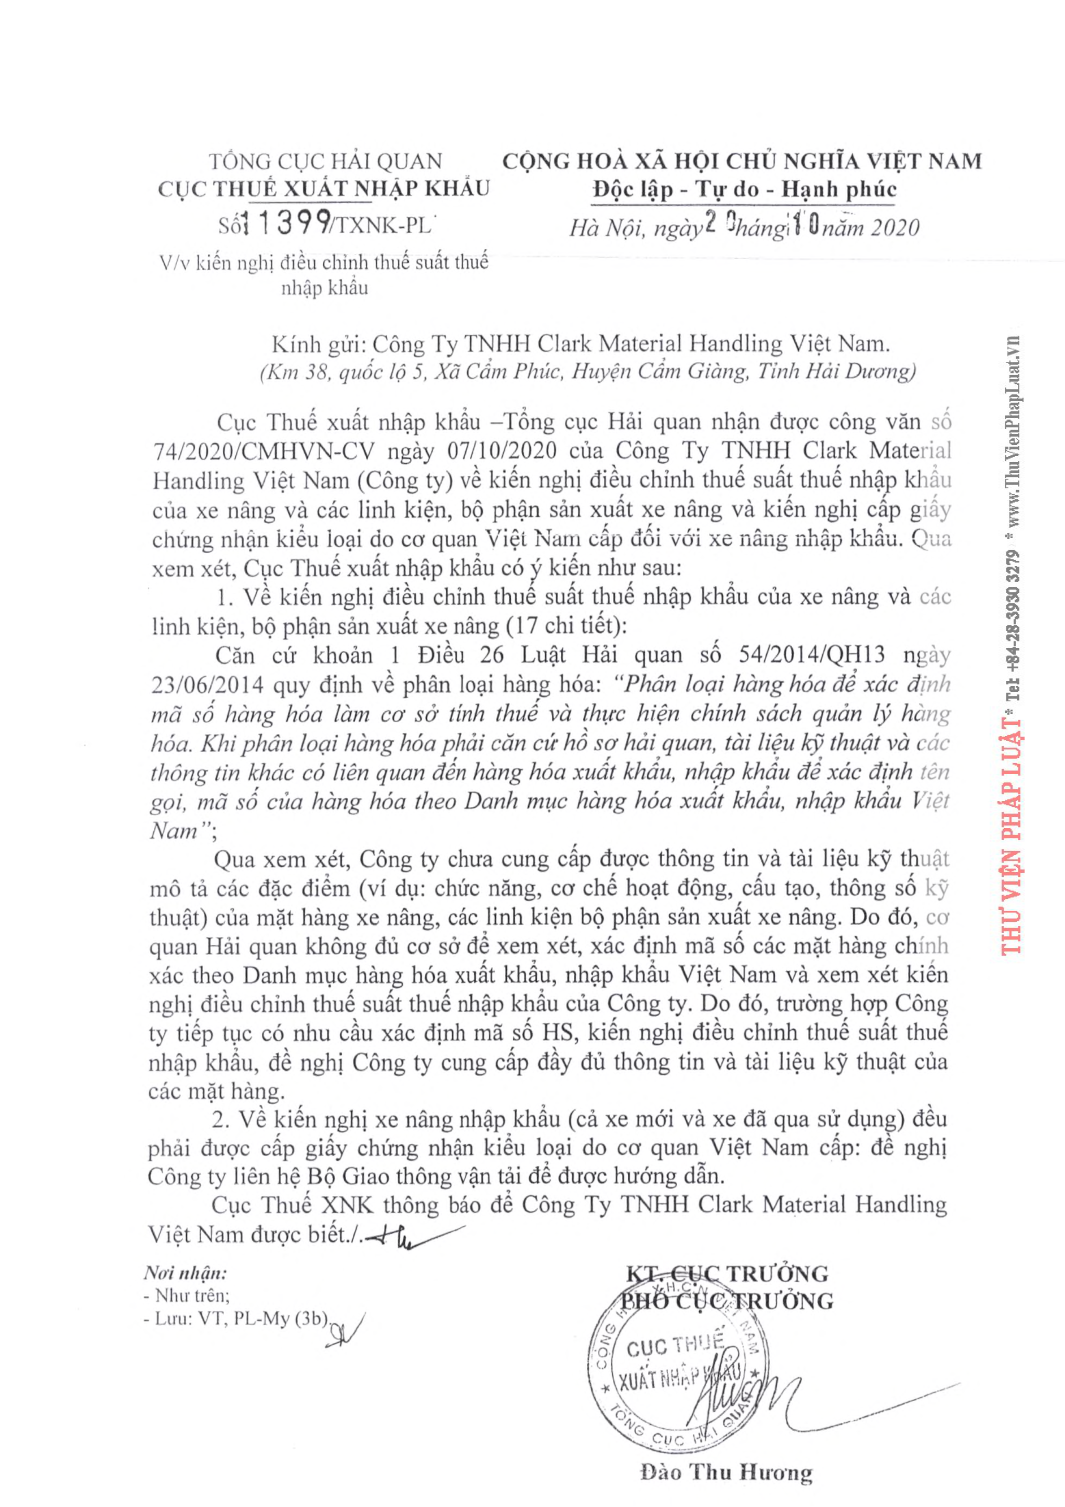 TỔNG CỤC HẢI QUAN
CỤC THUẾ XUẤT NHẬP KHẨU
Số 11399/TXNK-PL
V/v kiến nghị điều chỉnh thuế suất thuế
nhập khẩu
CỘNG HOÀ XÃ HỘI CHỦ NGHĨA VIỆT NAM
Độc lập - Tự do - Hạnh phúc
Hà Nội, ngày 20 tháng 10 năm 2020
Kính gửi: Công Ty TNHH Clark Material Handling Việt Nam.
(Km 38, quốc lộ 5, Xã Cẩm Phúc, Huyện Cẩm Giàng, Tỉnh Hải Dương)
Cục Thuế xuất nhập khẩu –Tổng cục Hải quan nhận được công văn số
74/2020/CMHVN-CV ngày 07/10/2020 của Công Ty TNHH Clark Material
Handling Việt Nam (Công ty) về kiến nghị điều chỉnh thuế suất thuế nhập khẩu
của xe nâng và các linh kiện, bộ phận sản xuất xe nâng và kiến nghị cấp giấy
chứng nhận kiểu loại do cơ quan Việt Nam cấp đối với xe nâng nhập khẩu. Qua
xem xét, Cục Thuế xuất nhập khẩu có ý kiến như sau:
1. Về kiến nghị điều chỉnh thuế suất thuế nhập khẩu của xe nâng và các
linh kiện, bộ phận sản xuất xe nâng (17 chi tiết):
Căn cứ khoản 1 Điều 26 Luật Hải quan số 54/2014/QH13 ngày
23/06/2014 quy định về phân loại hàng hóa: “Phân loại hàng hóa để xác định
mã số hàng hóa làm cơ sở tính thuế và thực hiện chính sách quản lý hàng
hóa. Khi phân loại hàng hóa phải căn cứ hồ sơ hải quan, tài liệu kỹ thuật và các
thông tin khác có liên quan đến hàng hóa xuất khẩu, nhập khẩu để xác định tên
gọi, mã số của hàng hóa theo Danh mục hàng hóa xuất khẩu, nhập khẩu Việt
Nam”;
Qua xem xét, Công ty chưa cung cấp được thông tin và tài liệu kỹ thuật
mô tả các đặc điểm (ví dụ: chức năng, cơ chế hoạt động, cấu tạo, thông số kỹ
thuật) của mặt hàng xe nâng, các linh kiện bộ phận sản xuất xe nâng. Do đó, cơ
quan Hải quan không đủ cơ sở để xem xét, xác định mã số các mặt hàng chính
xác theo Danh mục hàng hóa xuất khẩu, nhập khẩu Việt Nam và xem xét kiến
nghị điều chỉnh thuế suất thuế nhập khẩu của Công ty. Do đó, trường hợp Công
ty tiếp tục có nhu cầu xác định mã số HS, kiến nghị điều chỉnh thuế suất thuế
nhập khẩu, đề nghị Công ty cung cấp đầy đủ thông tin và tài liệu kỹ thuật của
các mặt hàng.
2. Về kiến nghị xe nâng nhập khẩu (cả xe mới và xe đã qua sử dụng) đều
phải được cấp giấy chứng nhận kiểu loại do cơ quan Việt Nam cấp: đề nghị
Công ty liên hệ Bộ Giao thông vận tải để được hướng dẫn.
Cục Thuế XNK thông báo để Công Ty TNHH Clark Material Handling
Việt Nam được biết./.
Nơi nhận:
- Như trên;
- Lưu: VT, PL-My (3b).
KT. CỤC TRƯỞNG
PHÓ CỤC TRƯỞNG
CỘNG HÒA X.H.C.N VIỆT NAM
CỤC THUẾ
XUẤT NHẬP KHẨU
TỔNG CỤC HẢI QUAN
Đào Thu Hương
THƯ VIỆN PHÁP LUẬT * Tel: +84-28-3930 3279 * www.ThuVienPhapLuat.vn